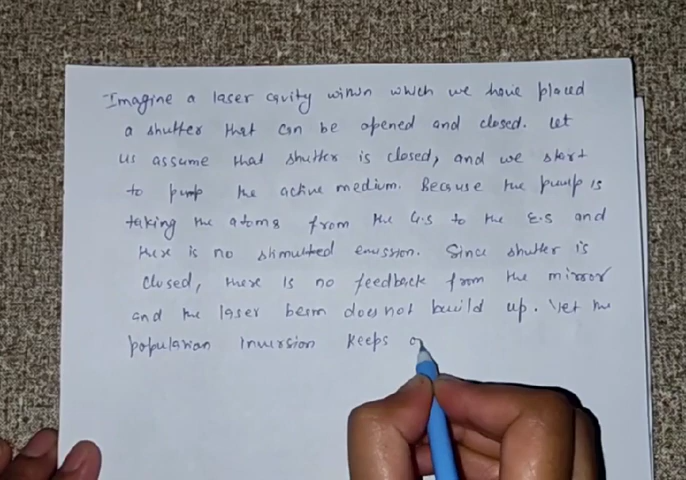 Imagine a laser cavity within which we have placed
a shutter that can be opened and closed. Let
us assume that shutter is closed, and we start
to pump the active medium. Because the pump is
taking the atoms from the G.S to the E.S and
there is no stimulted emission. Since shutter is
closed, there is no feedback from the mirror
and the laser beam does not build up. Yet the
population inversion keeps